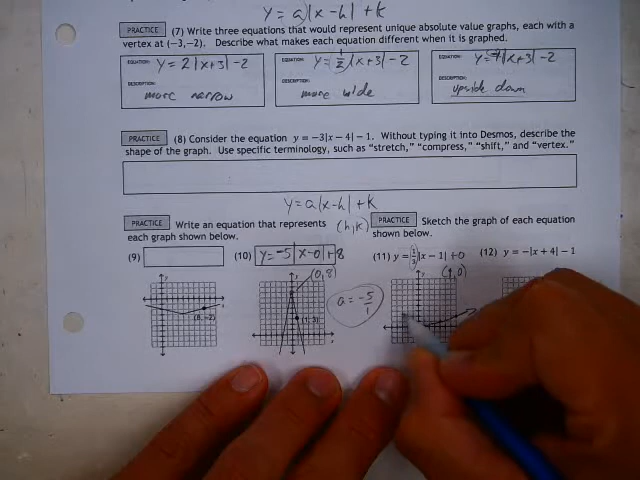 y = a|x - h| + k
PRACTICE (7) Write three equations that would represent unique absolute value graphs, each with a
vertex at (−3,−2). Describe what makes each equation different when it is graphed.
EQUATION: y = 2|x+3| - 2
DESCRIPTION:
more narrow
EQUATION: y = 1/2|x+3| - 2
DESCRIPTION:
more wide
EQUATION: |x+3| - 2
DESCRIPTION:
upside down
PRACTICE (8) Consider the equation y = −3|x − 4| − 1. Without typing it into Desmos, describe the
shape of the graph. Use specific terminology, such as “stretch,” “compress,” “shift,” and “vertex.”
y = a|x - h| + k
(h, k)
PRACTICE Write an equation that represents
each graph shown below.
(9)
(10) y = -5|x - 0| + 8
(0, 8)
a = -5/1
PRACTICE Sketch the graph of each equation
shown below.
(11) y = 1/3|x − 1| + 0
(1, 0)
(12) y = −|x + 4| − 1